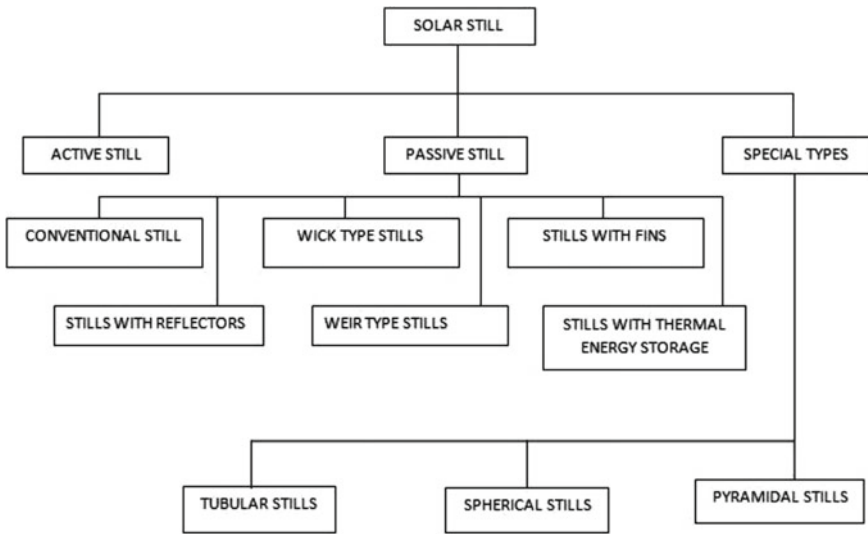 SOLAR STILL
ACTIVE STILL
PASSIVE STILL
SPECIAL TYPES
CONVENTIONAL STILL
WICK TYPE STILLS
STILLS WITH FINS
STILLS WITH REFLECTORS
WEIR TYPE STILLS
STILLS WITH THERMAL
ENERGY STORAGE
TUBULAR STILLS
SPHERICAL STILLS
PYRAMIDAL STILLS